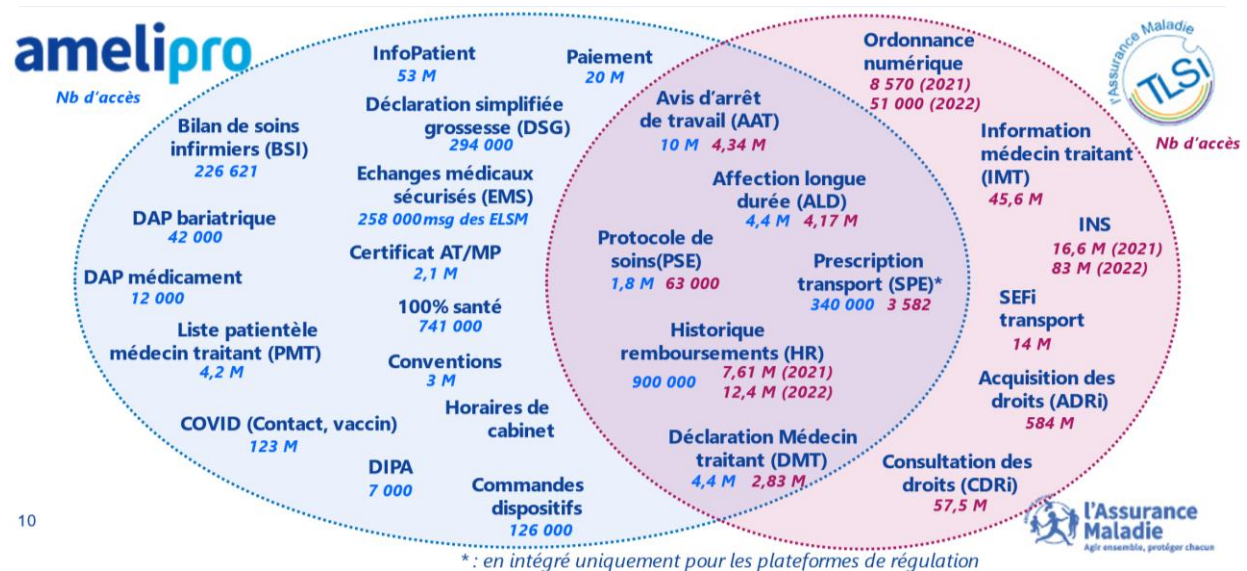 amelipro
Nb d'accès
InfoPatient
53 M
Paiement
20 M
Déclaration simplifiée
grossesse (DSG)
294 000
Bilan de soins
infirmiers (BSI)
226 621
Echanges médicaux
sécurisés (EMS)
258 000 msg des ELSM
DAP bariatrique
42 000
Certificat AT/MP
2,1 M
DAP médicament
12 000
100% santé
741 000
Liste patientèle
médecin traitant (PMT)
4,2 M
Conventions
3 M
Horaires de
cabinet
COVID (Contact, vaccin)
123 M
DIPA
7 000
Commandes
dispositifs
126 000
Avis d'arrêt
de travail (AAT)
10 M 4,34 M
Affection longue
durée (ALD)
4,4 M 4,17 M
Protocole de
soins(PSE)
1,8 M 63 000
Prescription
transport (SPE)*
340 000 3 582
Historique
remboursements (HR)
900 000 7,61 M (2021)
12,4 M (2022)
Déclaration Médecin
traitant (DMT)
4,4 M 2,83 M
Ordonnance
numérique
8 570 (2021)
51 000 (2022)
l'Assurance Maladie
TLSi
Nb d'accès
Information
médecin traitant
(IMT)
45,6 M
INS
16,6 M (2021)
83 M (2022)
SEFi
transport
14 M
Acquisition des
droits (ADRi)
584 M
Consultation des
droits (CDRi)
57,5 M
10
l'Assurance
Maladie
Agir ensemble, protéger chacun
* : en intégré uniquement pour les plateformes de régulation